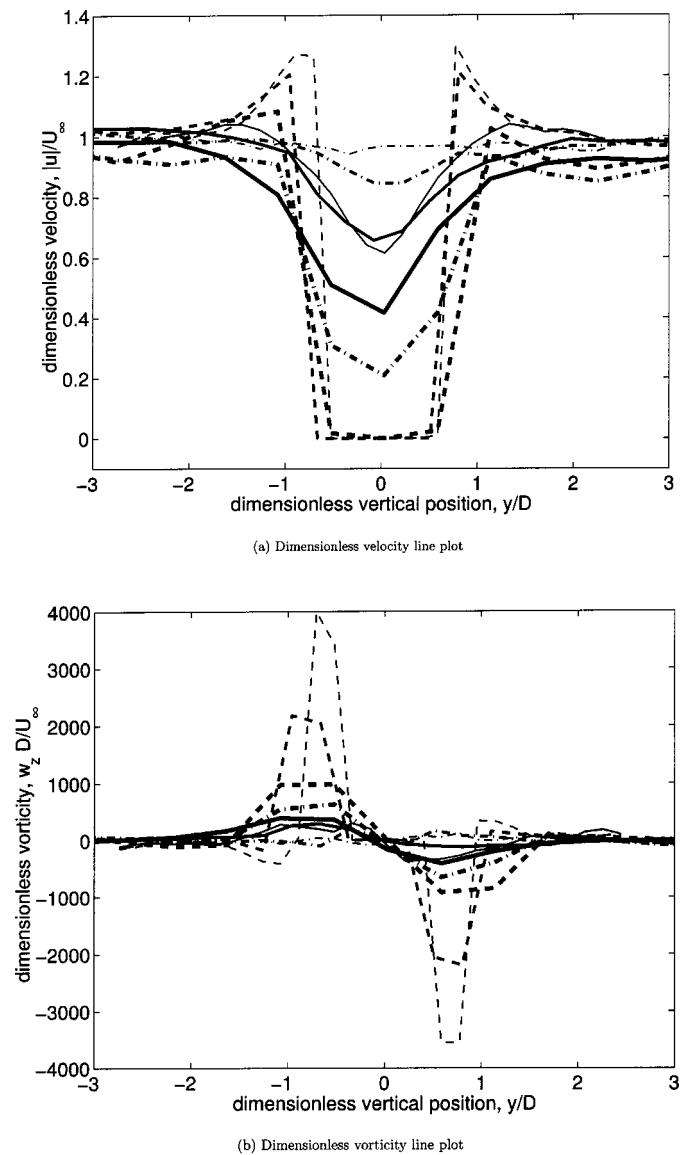 1.4
1.2
1
0.8
0.6
0.4
0.2
0
dimensionless velocity, |u|/U∞
−3 −2 −1 0 1 2 3
dimensionless vertical position, y/D
(a) Dimensionless velocity line plot
4000
3000
2000
1000
0
−1000
−2000
−3000
−4000
dimensionless vorticity, w_z D/U∞
−3 −2 −1 0 1 2 3
dimensionless vertical position, y/D
(b) Dimensionless vorticity line plot